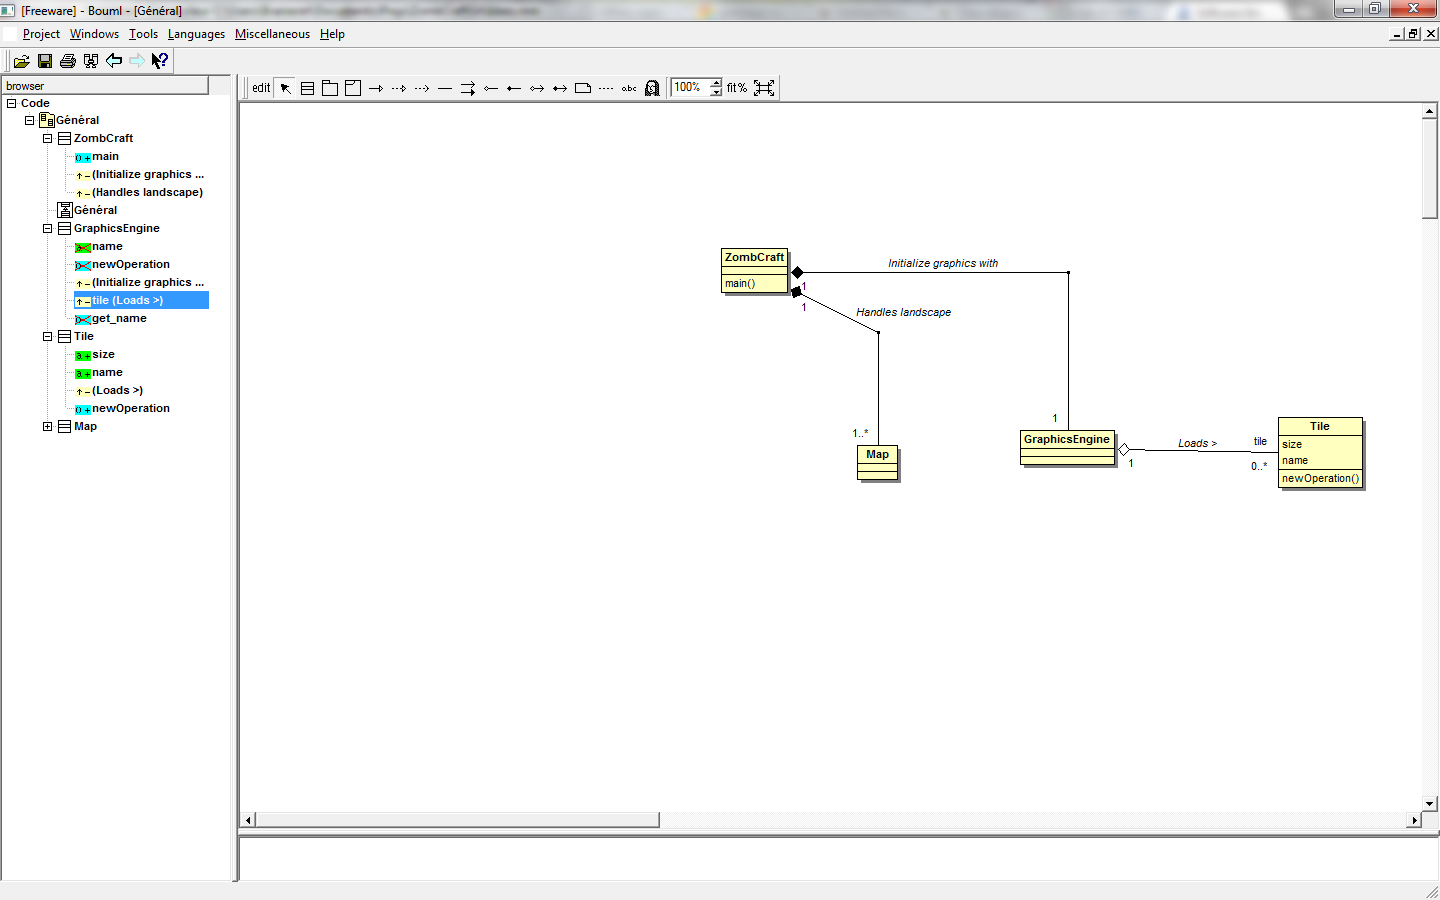 [Freeware] - Bouml - [Général]
Project Windows Tools Languages Miscellaneous Help
browser
edit
abc
100%
fit%
Code
Général
ZombCraft
main
(Initialize graphics ...
(Handles landscape)
Général
GraphicsEngine
name
newOperation
(Initialize graphics ...
tile (Loads >)
get_name
Tile
size
name
(Loads >)
newOperation
Map
ZombCraft
main()
Initialize graphics with
1
1
Handles landscape
1
1..*
Map
GraphicsEngine
1
Loads >
tile
0..*
Tile
size
name
newOperation()